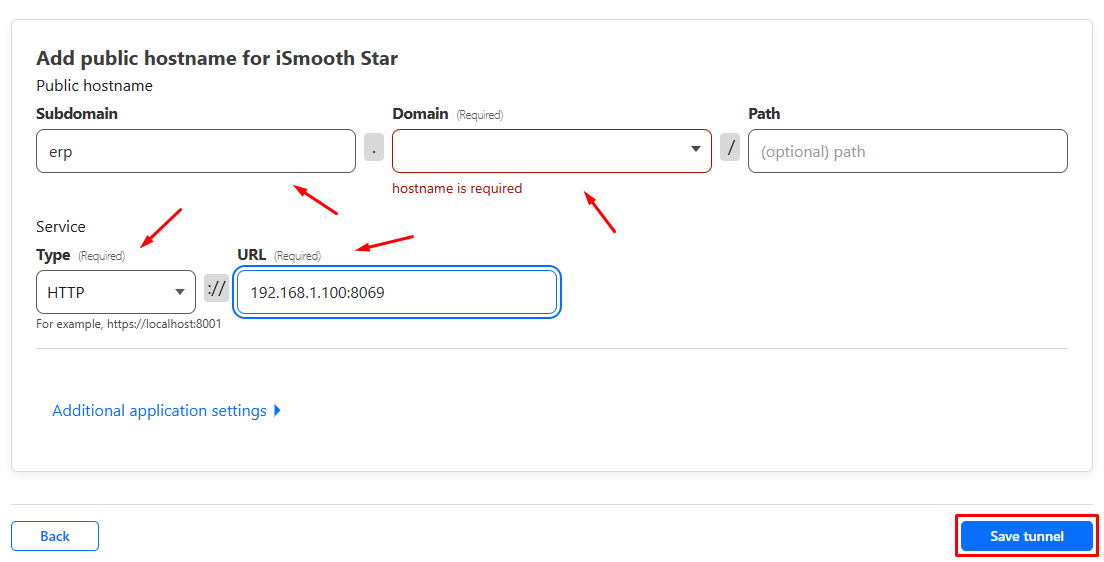 Add public hostname for iSmooth Star
Public hostname
Subdomain Domain (Required) Path
erp . / (optional) path
hostname is required
Service
Type (Required) URL (Required)
HTTP :// 192.168.1.100:8069
For example, https://localhost:8001
Additional application settings
Back Save tunnel